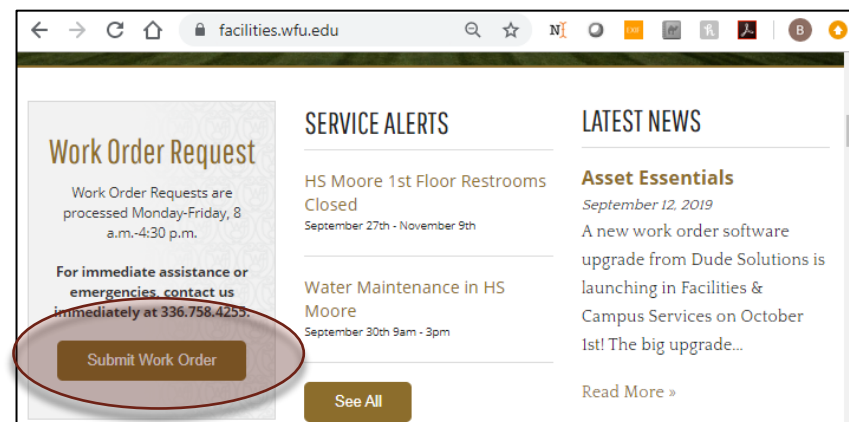 facilities.wfu.edu
B
Work Order Request
Work Order Requests are
processed Monday-Friday, 8
a.m.-4:30 p.m.
For immediate assistance or
emergencies, contact us
immediately at 336.758.4255.
Submit Work Order
SERVICE ALERTS
HS Moore 1st Floor Restrooms
Closed
September 27th - November 9th
Water Maintenance in HS
Moore
September 30th 9am - 3pm
See All
LATEST NEWS
Asset Essentials
September 12, 2019
A new work order software
upgrade from Dude Solutions is
launching in Facilities &
Campus Services on October
1st! The big upgrade...
Read More »